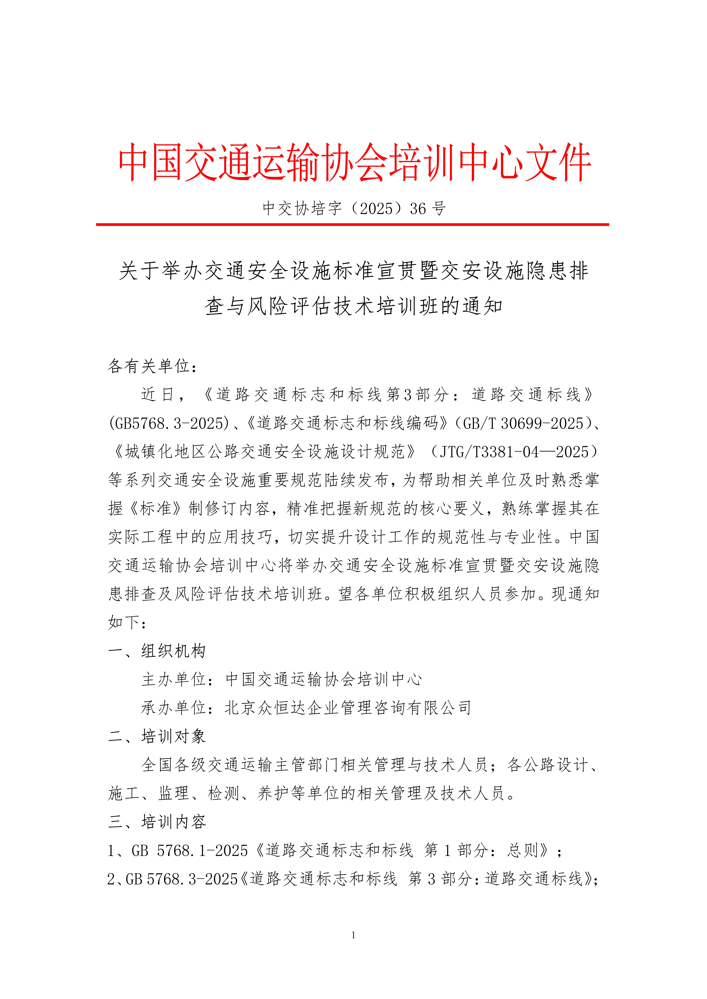 中国交通运输协会培训中心文件
中交协培字（2025）36 号
关于举办交通安全设施标准宣贯暨交安设施隐患排
查与风险评估技术培训班的通知
各有关单位：
近日，《道路交通标志和标线第3部分：道路交通标线》
(GB5768.3-2025)、《道路交通标志和标线编码》（GB/T 30699-2025）、
《城镇化地区公路交通安全设施设计规范》（JTG/T3381-04—2025）
等系列交通安全设施重要规范陆续发布，为帮助相关单位及时熟悉掌
握《标准》制修订内容，精准把握新规范的核心要义，熟练掌握其在
实际工程中的应用技巧，切实提升设计工作的规范性与专业性。中国
交通运输协会培训中心将举办交通安全设施标准宣贯暨交安设施隐
患排查及风险评估技术培训班。望各单位积极组织人员参加。现通知
如下：
一、组织机构
主办单位：中国交通运输协会培训中心
承办单位：北京众恒达企业管理咨询有限公司
二、培训对象
全国各级交通运输主管部门相关管理与技术人员；各公路设计、
施工、监理、检测、养护等单位的相关管理及技术人员。
三、培训内容
1、GB 5768.1-2025《道路交通标志和标线 第 1 部分：总则》；
2、GB 5768.3-2025《道路交通标志和标线 第 3 部分：道路交通标线》；
1